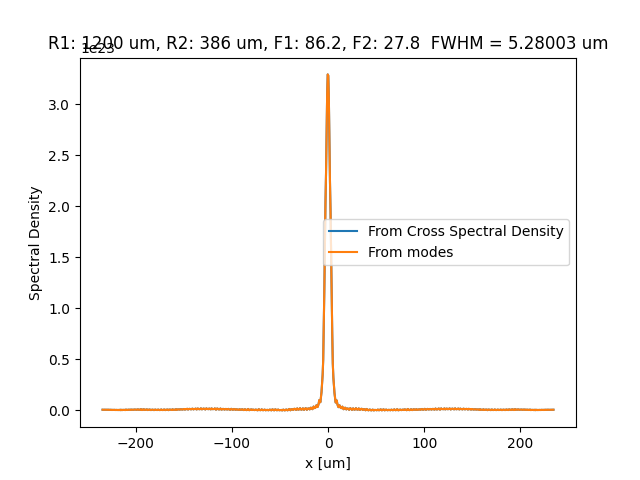 R1: 1200 um, R2: 386 um, F1: 86.2, F2: 27.8  FWHM = 5.28003 um
1e23
3.0
2.5
2.0
1.5
1.0
0.5
0.0
Spectral Density
From Cross Spectral Density
From modes
−200
−100
0
100
200
x [um]